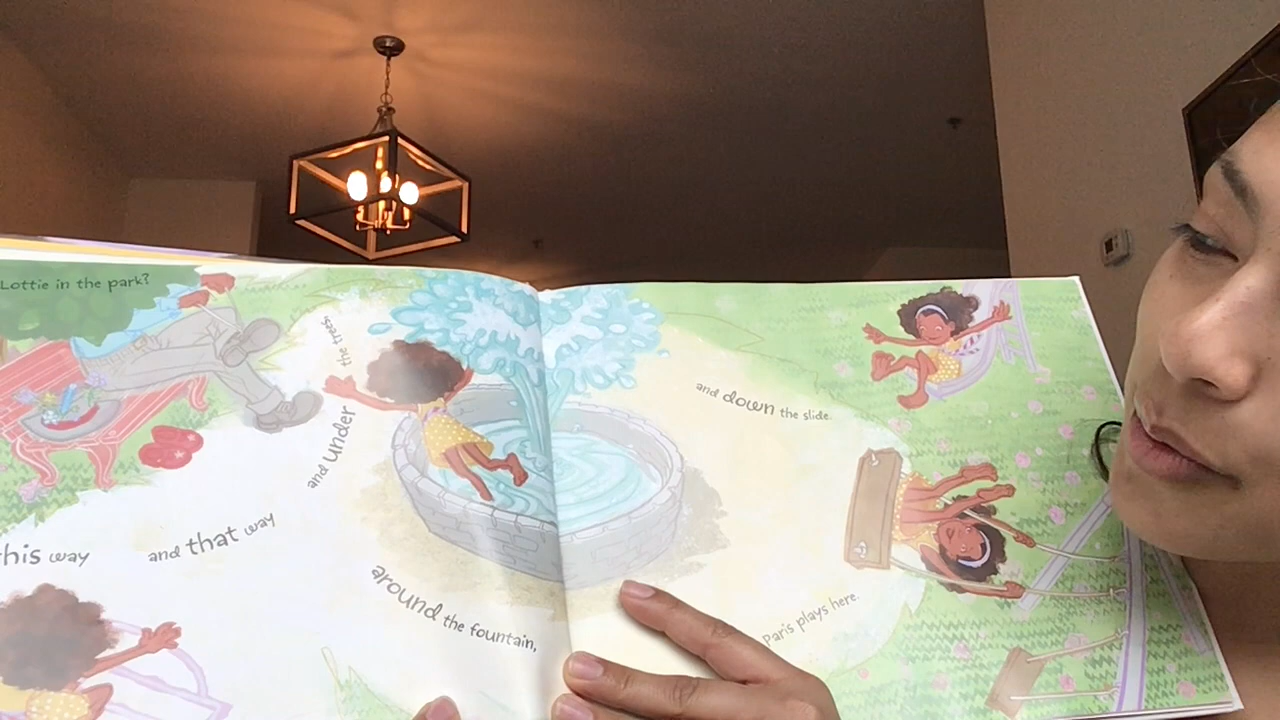 Lottie in the park?
this way
and that way
and under
the trees,
around the fountain,
and down the slide.
Paris plays here.